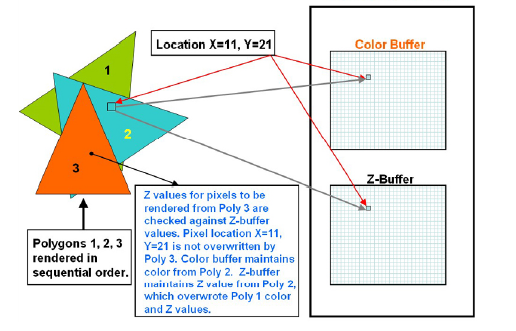 Location X=11, Y=21
Color Buffer
1
2
3
Z-Buffer
Z values for pixels to be
rendered from Poly 3 are
checked against Z-buffer
values. Pixel location X=11,
Y=21 is not overwritten by
Poly 3. Color buffer maintains
color from Poly 2. Z-buffer
maintains Z value from Poly 2,
which overwrote Poly 1 color
and Z values.
Polygons 1, 2, 3
rendered in
sequential order.